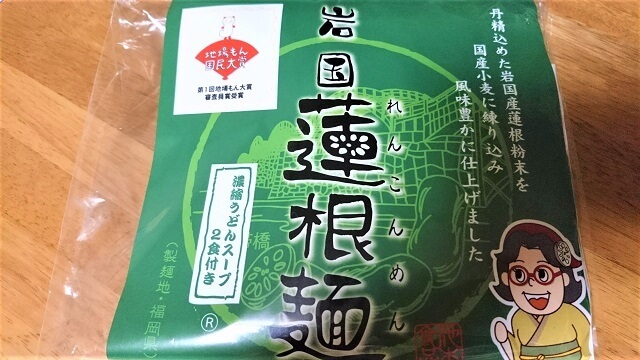 丹精込めた岩国産蓮根粉末を
国産小麦に練り込み
風味豊かに仕上げました
岩国蓮根麺
れんこんめん
地場もん
国民大賞
第1回地場もん大賞
審査員賞受賞
濃縮うどんスープ
2食付き
橋
(製麺地・福岡県)
®